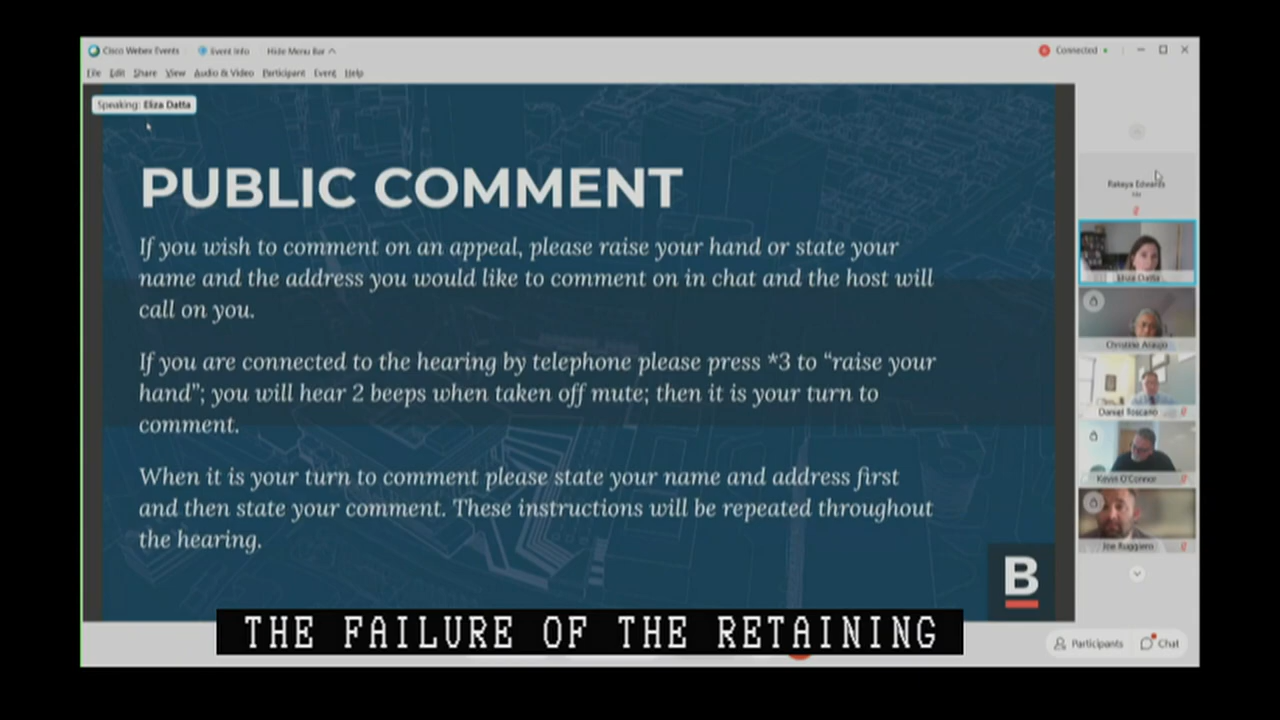 Cisco Webex Events Event Info Hide Menu Bar Connected
File Edit Share View Audio & Video Participant Event Help
Speaking: Eliza Datta
PUBLIC COMMENT
If you wish to comment on an appeal, please raise your hand or state your
name and the address you would like to comment on in chat and the host will
call on you.
If you are connected to the hearing by telephone please press *3 to “raise your
hand”; you will hear 2 beeps when taken off mute; then it is your turn to
comment.
When it is your turn to comment please state your name and address first
and then state your comment. These instructions will be repeated throughout
the hearing.
B
Rakeya Edwards
Me
Eliza Datta
Christine Araujo
Daniel Toscano
Kevin O'Connor
Joe Ruggiero
THE FAILURE OF THE RETAINING
Participants Chat